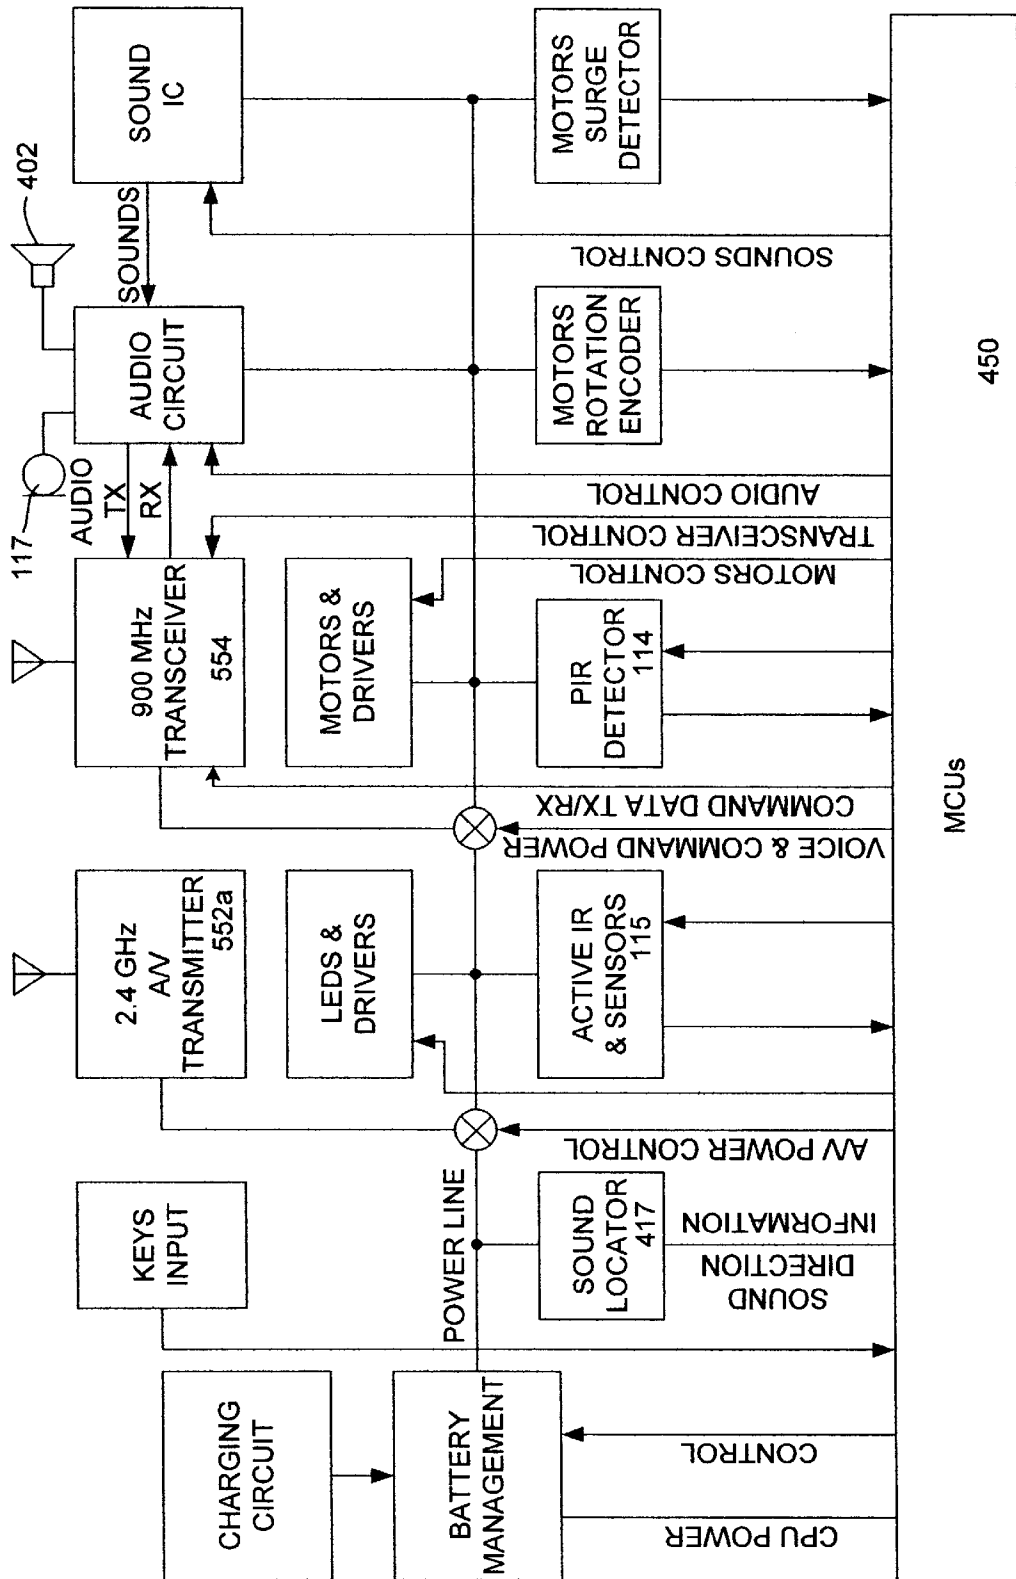 CHARGING
CIRCUIT
BATTERY
MANAGEMENT
CPU POWER
CONTROL
KEYS
INPUT
POWER LINE
SOUND
LOCATOR
417
SOUND
DIRECTION
INFORMATION
2.4 GHz
A/V
TRANSMITTER
552a
A/V POWER CONTROL
LEDS &
DRIVERS
ACTIVE IR
& SENSORS
115
900 MHz
TRANSCEIVER
554
VOICE & COMMAND POWER
COMMAND DATA TX/RX
MOTORS &
DRIVERS
PIR
DETECTOR
114
MOTORS CONTROL
TRANSCEIVER CONTROL
AUDIO CONTROL
117
AUDIO
TX
RX
AUDIO
CIRCUIT
402
SOUNDS
MOTORS
ROTATION
ENCODER
SOUNDS CONTROL
SOUND
IC
MOTORS
SURGE
DETECTOR
MCUs
450